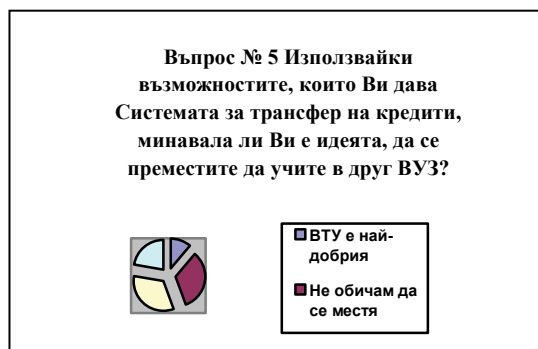 Въпрос № 5 Използвайки
възможностите, които Ви дава
Системата за трансфер на кредити,
минавала ли Ви е идеята, да се
преместите да учите в друг ВУЗ?
ВТУ е най-
добрия
Не обичам да
се местя